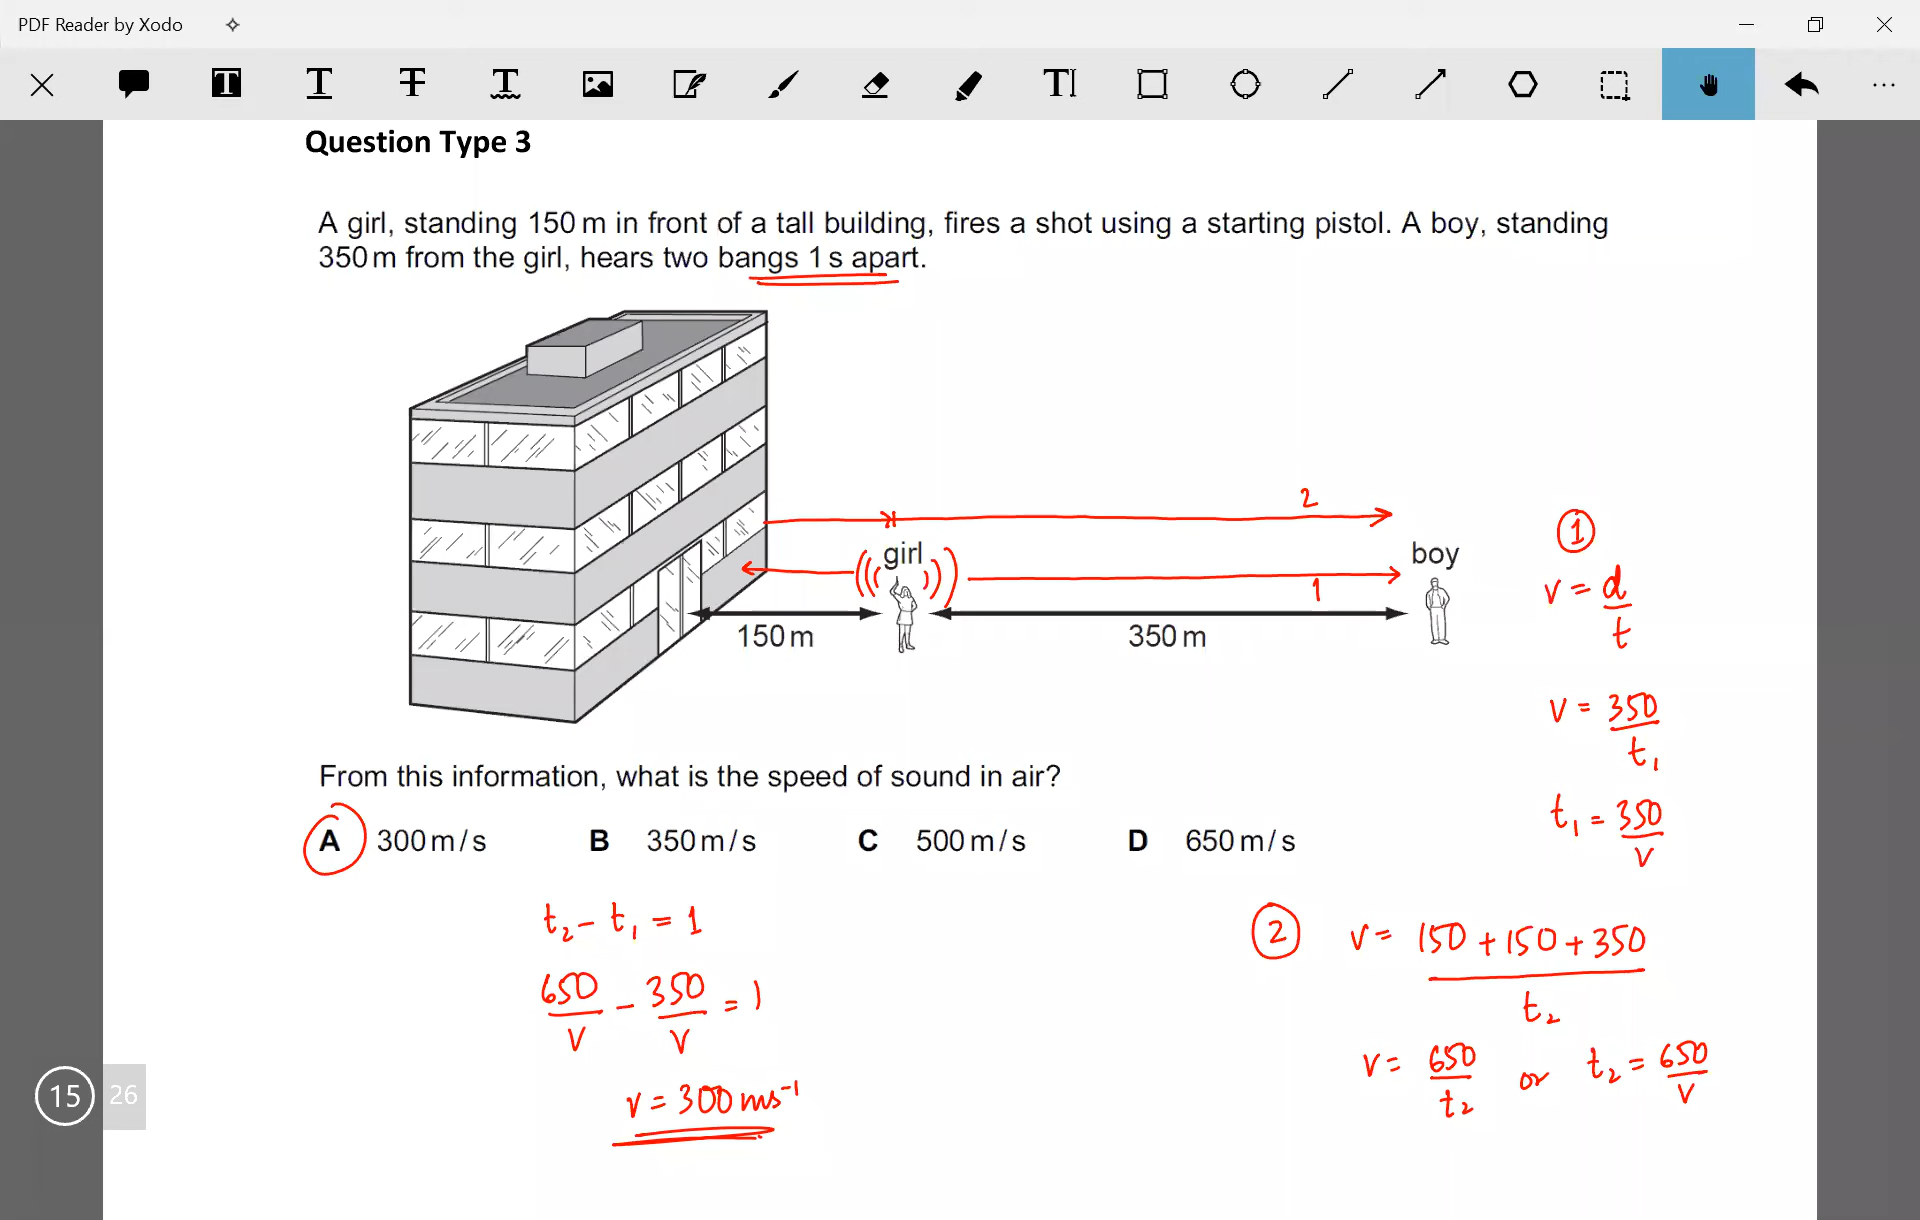 PDF Reader by Xodo
Question Type 3
A girl, standing 150 m in front of a tall building, fires a shot using a starting pistol. A boy, standing
350 m from the girl, hears two bangs 1 s apart.
2
girl
boy
1
150 m
350 m
①
v = d/t
v = 350/t₁
t₁ = 350/v
From this information, what is the speed of sound in air?
A 300 m / s B 350 m / s C 500 m / s D 650 m / s
t₂ - t₁ = 1
650/v - 350/v = 1
v = 300 ms⁻¹
② v = 150 + 150 + 350/t₂
v = 650/t₂ or t₂ = 650/v
15 26